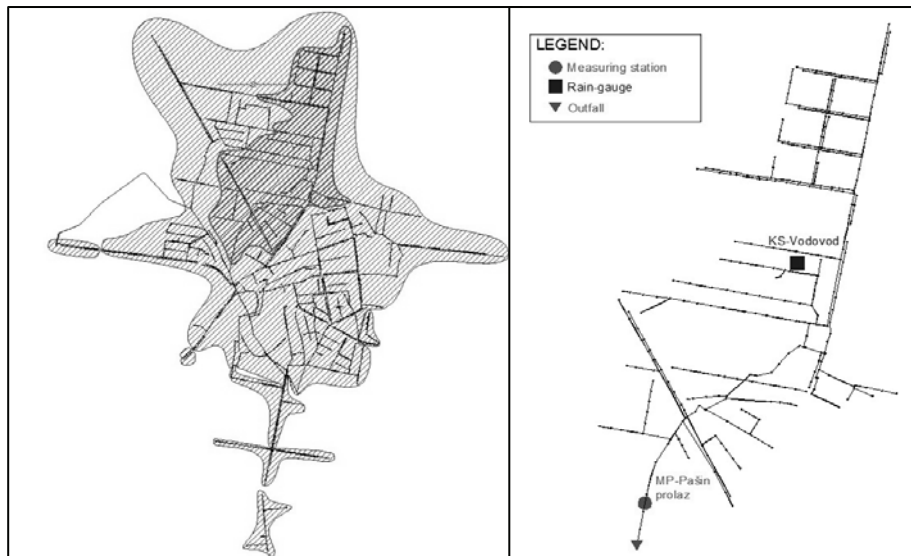 LEGEND:
Measuring station
Rain-gauge
Outfall
KS-Vodovod
MP-Pašin
prolaz